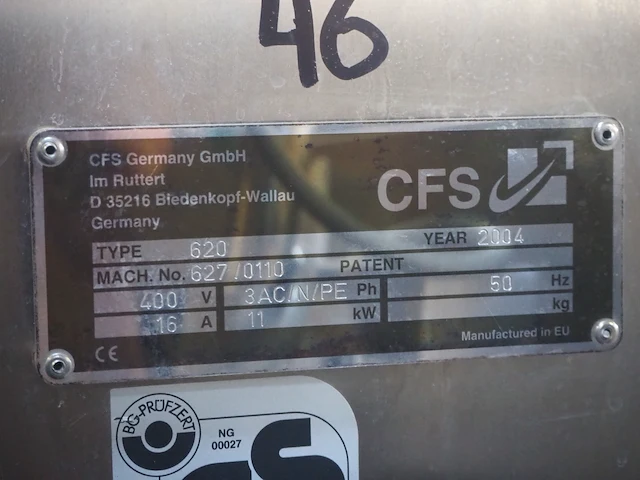 46
CFS Germany GmbH
Im Ruttert
D 35216 Biedenkopf-Wallau
Germany
CFS
TYPE 620 YEAR 2004
MACH. No. 627/0110 PATENT
400 V 3AC/N/PE Ph 50 Hz
16 A 11 kW kg
CE Manufactured in EU
BG-PRÜFZERT
NG
00027
GS